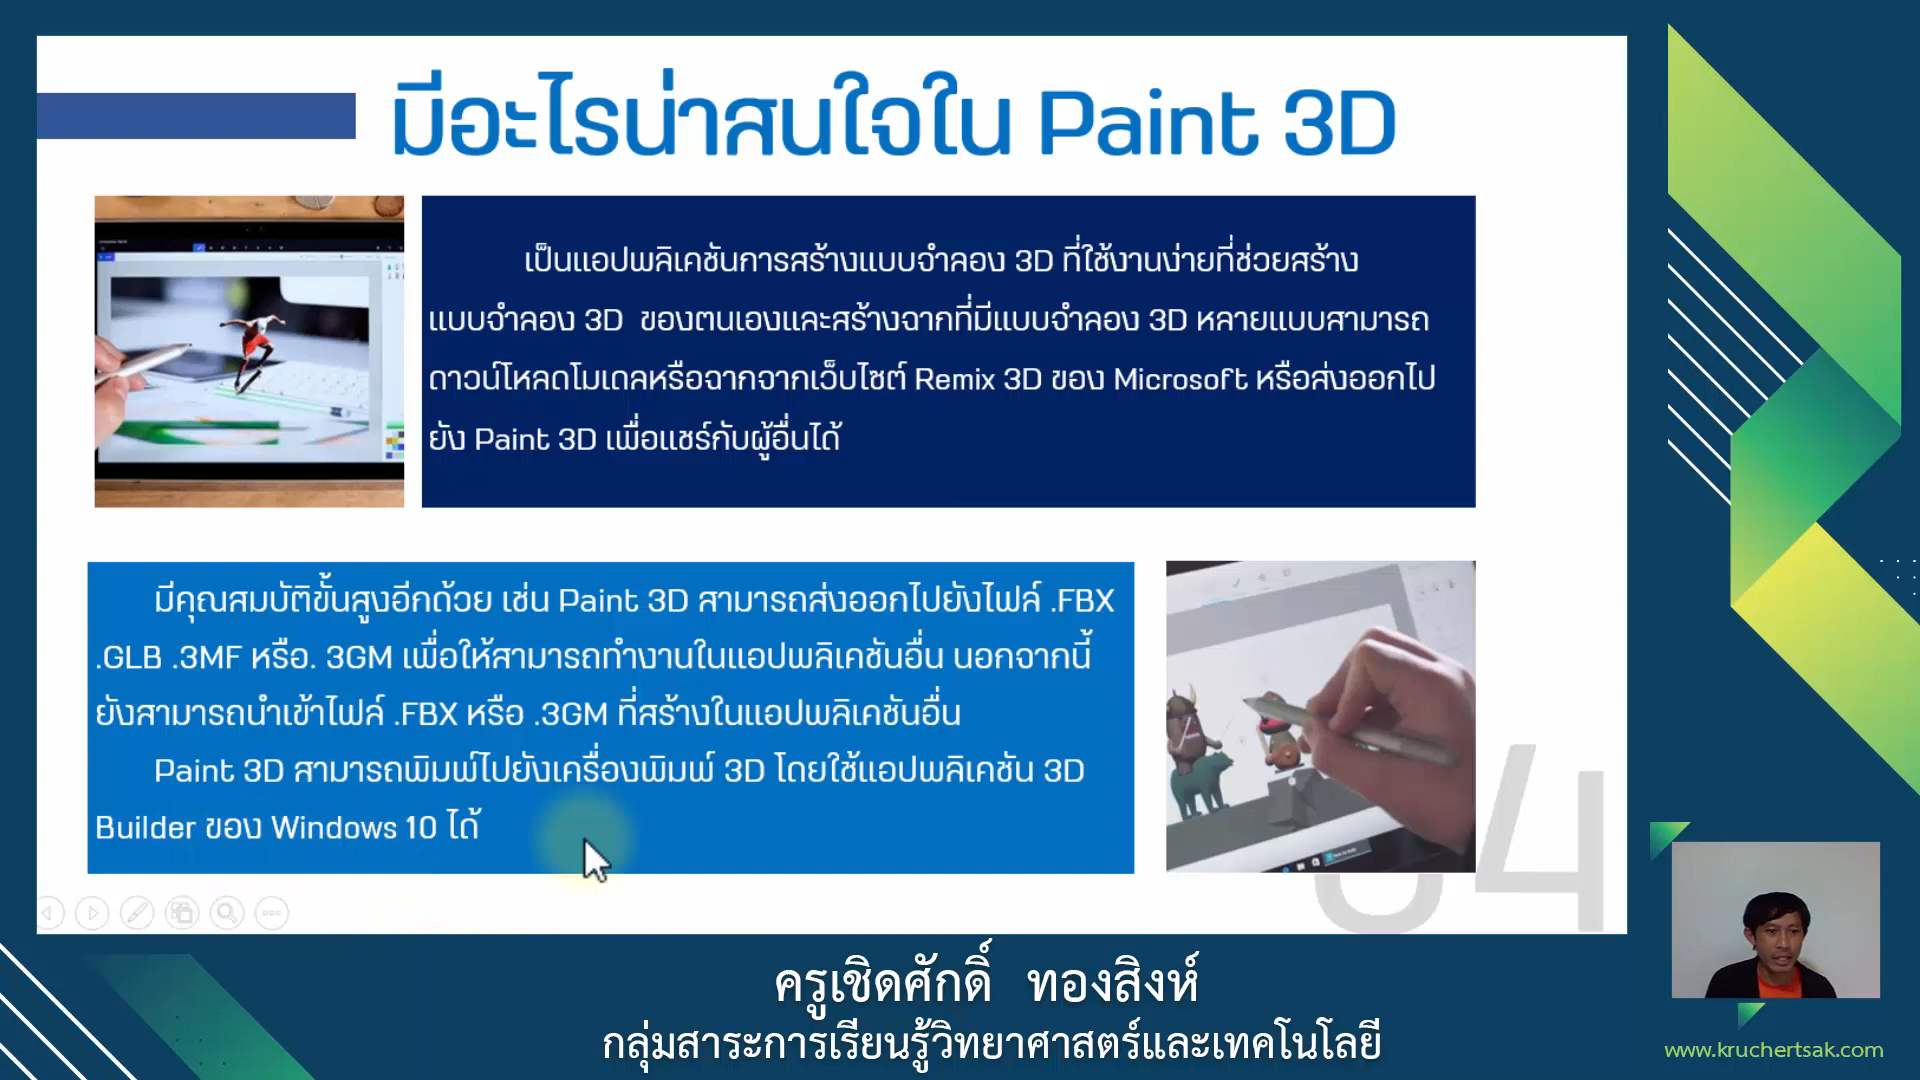 มีอะไรน่าสนใจใน Paint 3D
เป็นแอปพลิเคชันการสร้างแบบจำลอง 3D ที่ใช้งานง่ายที่ช่วยสร้าง
แบบจำลอง 3D ของตนเองและสร้างฉากที่มีแบบจำลอง 3D หลายแบบสามารถ
ดาวน์โหลดโมเดลหรือฉากจากเว็บไซต์ Remix 3D ของ Microsoft หรือส่งออกไป
ยัง Paint 3D เพื่อแชร์กับผู้อื่นได้
มีคุณสมบัติขั้นสูงอีกด้วย เช่น Paint 3D สามารถส่งออกไปยังไฟล์ .FBX
.GLB .3MF หรือ. 3GM เพื่อให้สามารถทำงานในแอปพลิเคชันอื่น นอกจากนี้
ยังสามารถนำเข้าไฟล์ .FBX หรือ .3GM ที่สร้างในแอปพลิเคชันอื่น
Paint 3D สามารถพิมพ์ไปยังเครื่องพิมพ์ 3D โดยใช้แอปพลิเคชัน 3D
Builder ของ Windows 10 ได้
04
ครูเชิดศักดิ์ ทองสิงห์
กลุ่มสาระการเรียนรู้วิทยาศาสตร์และเทคโนโลยี
www.kruchertsak.com